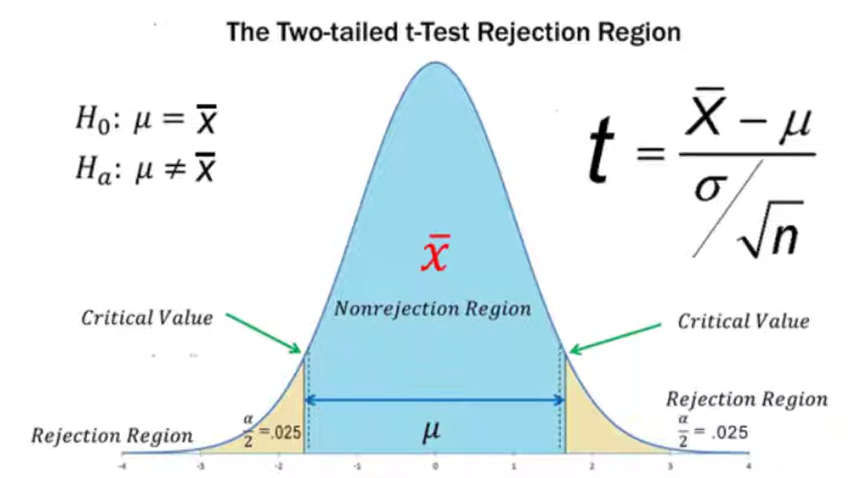 The Two-tailed t-Test Rejection Region
H₀: μ = x̄
Hₐ: μ ≠ x̄
t = (X̄ − μ) / (σ / √n)
x̄
Nonrejection Region
Critical Value
Critical Value
Rejection Region
α/2 = .025
Rejection Region
α/2 = .025
μ
-4 -3 -2 -1 0 1 2 3 4